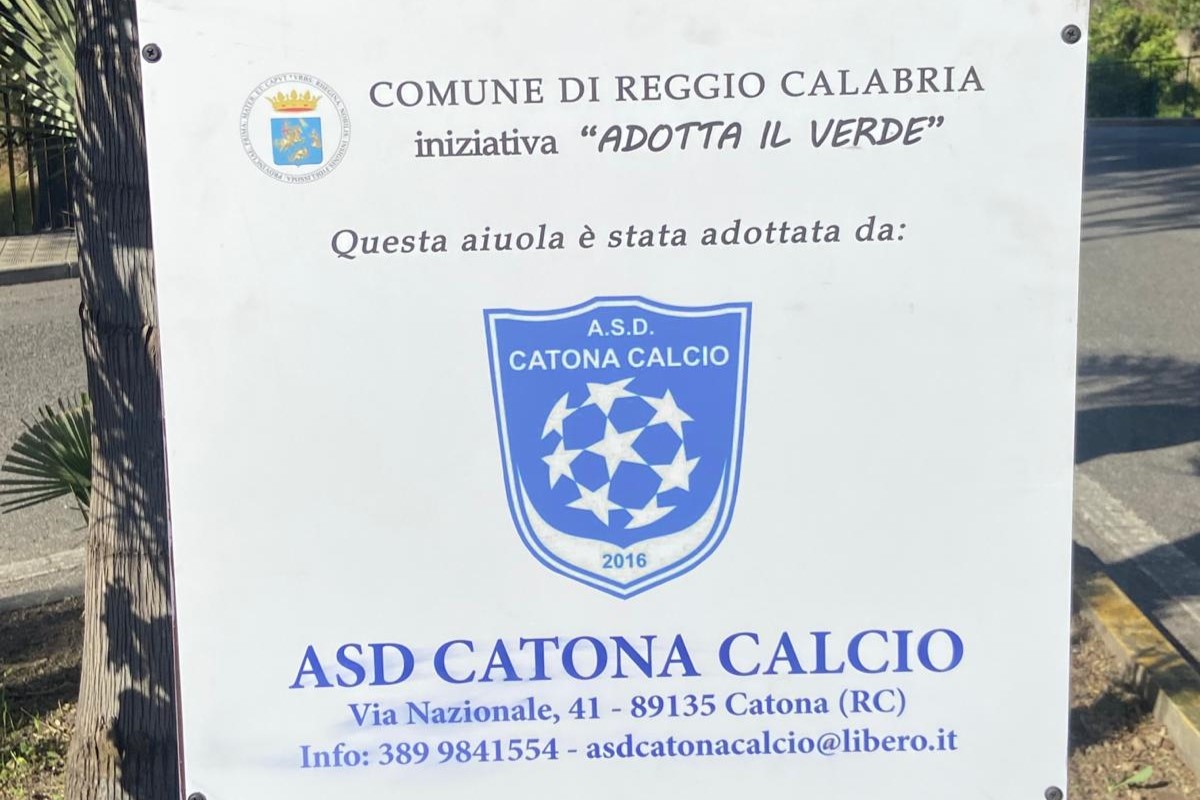 COMUNE DI REGGIO CALABRIA
iniziativa "ADOTTA IL VERDE"
Questa aiuola è stata adottata da:
A.S.D.
CATONA CALCIO
2016
ASD CATONA CALCIO
Via Nazionale, 41 - 89135 Catona (RC)
Info: 389 9841554 - asdcatonacalcio@libero.it